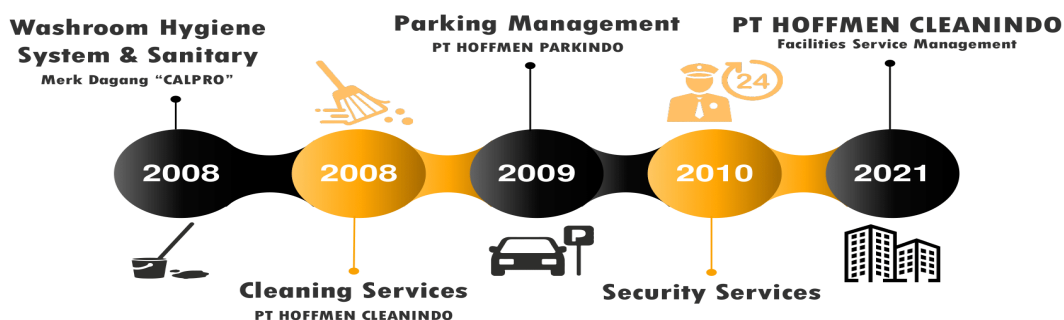 Washroom Hygiene
System & Sanitary
Merk Dagang “CALPRO”
Parking Management
PT HOFFMEN PARKINDO
24
PT HOFFMEN CLEANINDO
Facilities Service Management
2008
2008
2009
2010
2021
P
Cleaning Services
PT HOFFMEN CLEANINDO
Security Services